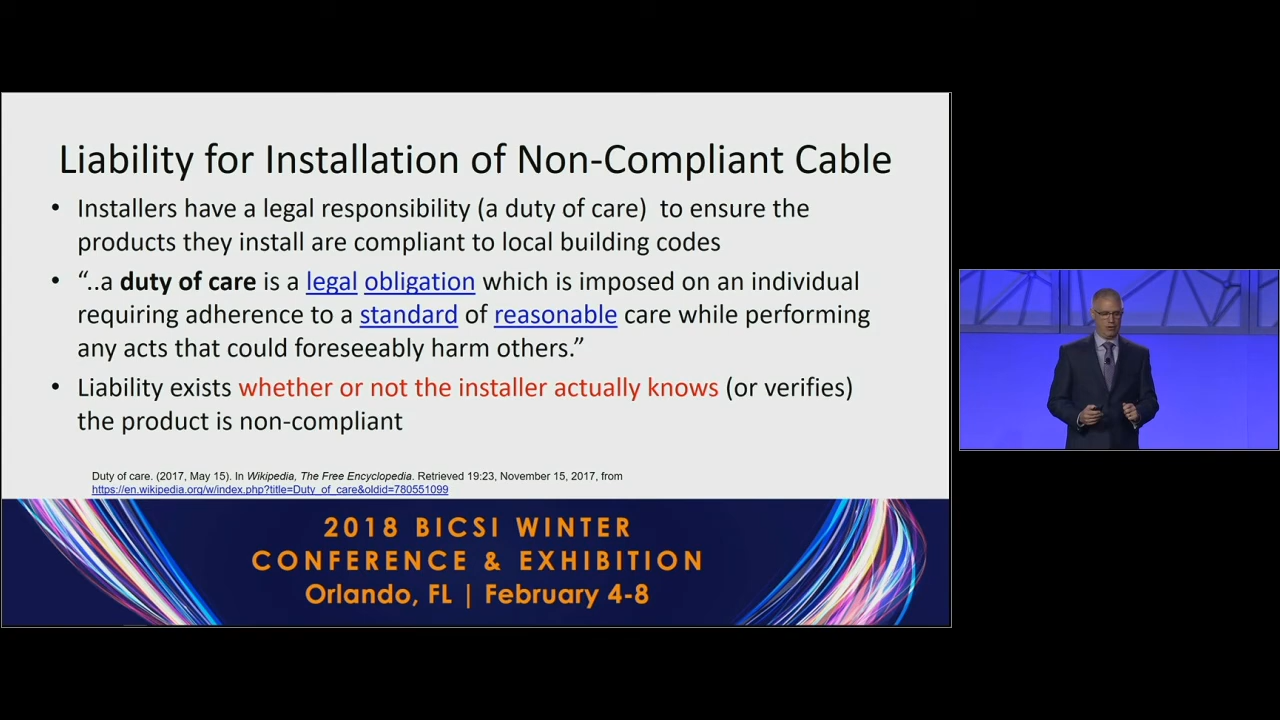 Liability for Installation of Non-Compliant Cable
• Installers have a legal responsibility (a duty of care)  to ensure the
products they install are compliant to local building codes
• “..a duty of care is a legal obligation which is imposed on an individual
requiring adherence to a standard of reasonable care while performing
any acts that could foreseeably harm others.”
• Liability exists whether or not the installer actually knows (or verifies)
the product is non-compliant
Duty of care. (2017, May 15). In Wikipedia, The Free Encyclopedia. Retrieved 19:23, November 15, 2017, from
https://en.wikipedia.org/w/index.php?title=Duty_of_care&oldid=780551099
2018 BICSI WINTER
CONFERENCE & EXHIBITION
Orlando, FL | February 4-8